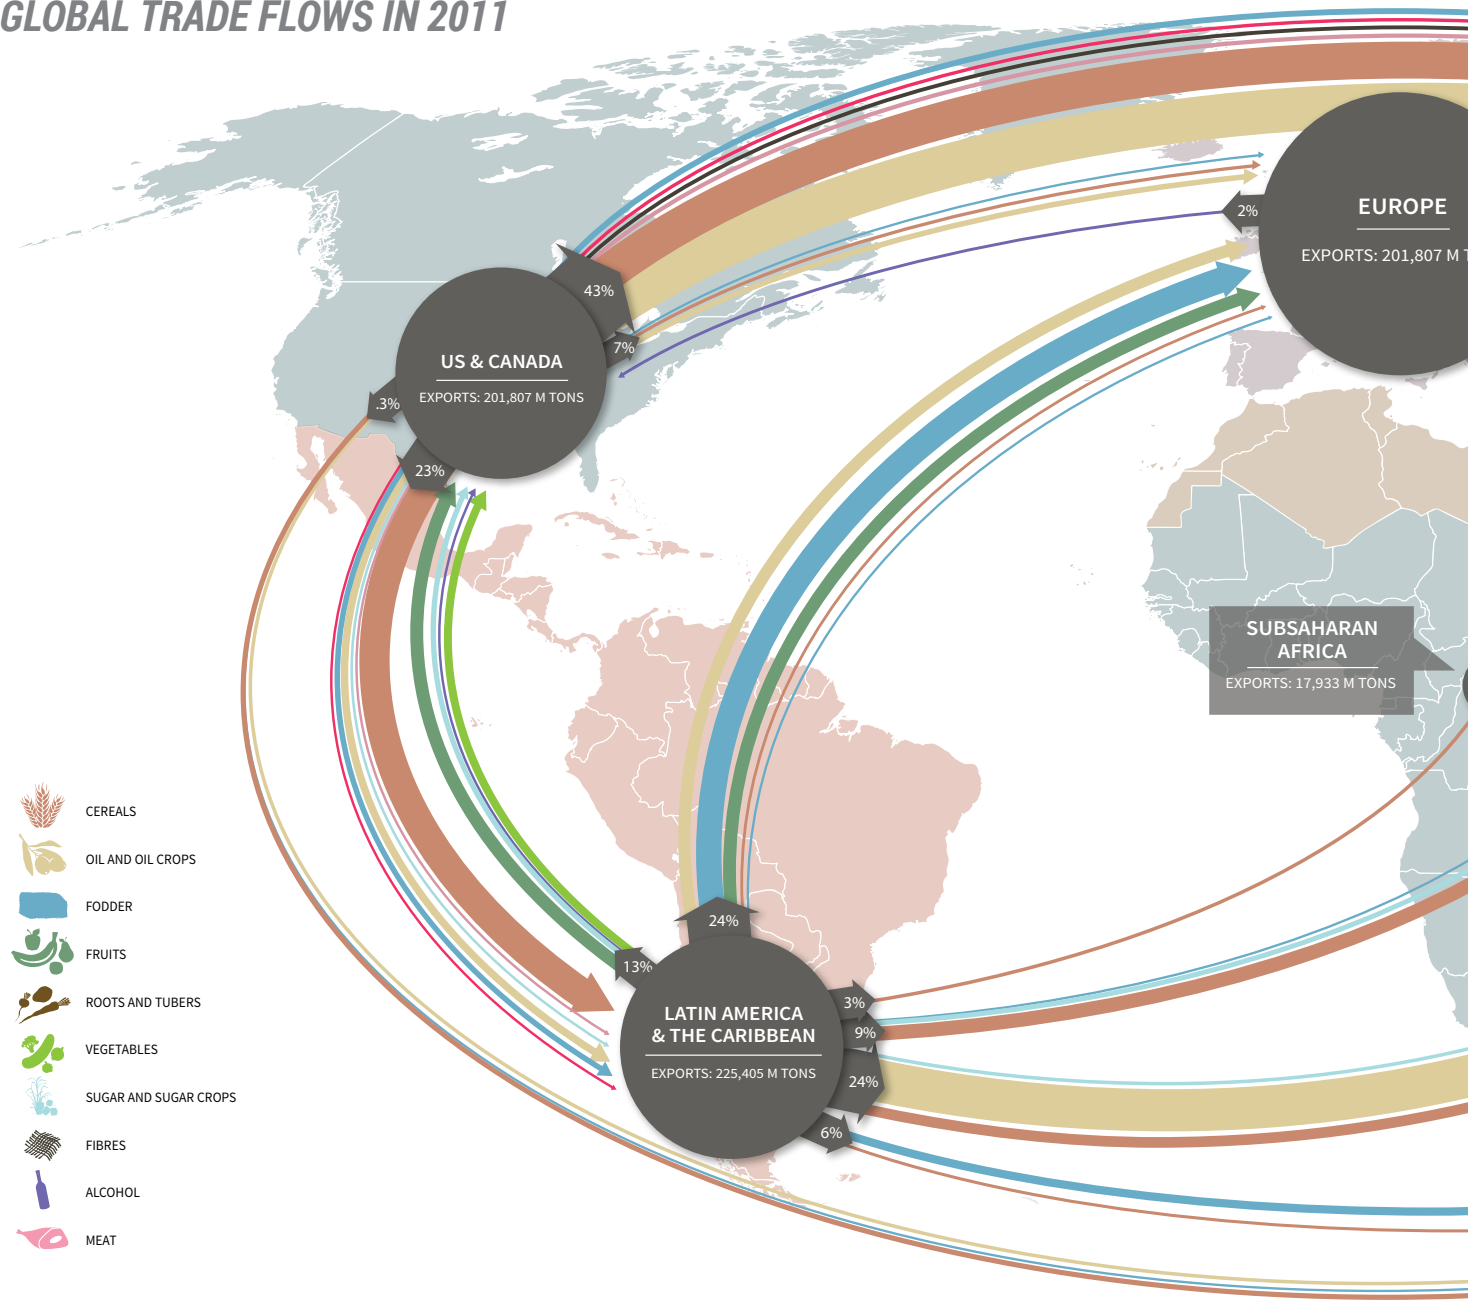 GLOBAL TRADE FLOWS IN 2011
EUROPE
EXPORTS: 201,807 M T
2%
43%
7%
US & CANADA
EXPORTS: 201,807 M TONS
.3%
23%
SUBSAHARAN
AFRICA
EXPORTS: 17,933 M TONS
24%
13%
LATIN AMERICA
& THE CARIBBEAN
EXPORTS: 225,405 M TONS
3%
9%
24%
6%
CEREALS
OIL AND OIL CROPS
FODDER
FRUITS
ROOTS AND TUBERS
VEGETABLES
SUGAR AND SUGAR CROPS
FIBRES
ALCOHOL
MEAT